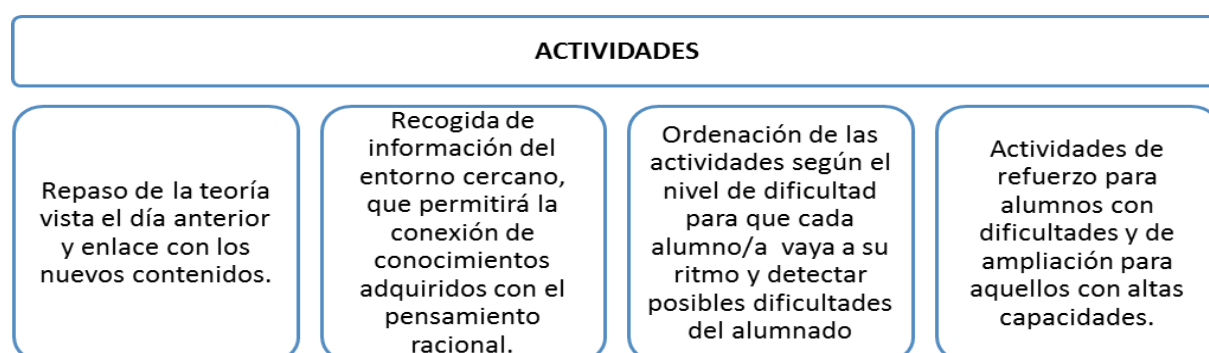 ACTIVIDADES
Repaso de la teoría
vista el día anterior
y enlace con los
nuevos contenidos.
Recogida de
información del
entorno cercano,
que permitirá la
conexión de
conocimientos
adquiridos con el
pensamiento
racional.
Ordenación de las
actividades según el
nivel de dificultad
para que cada
alumno/a vaya a su
ritmo y detectar
posibles dificultades
del alumnado
Actividades de
refuerzo para
alumnos con
dificultades y de
ampliación para
aquellos con altas
capacidades.